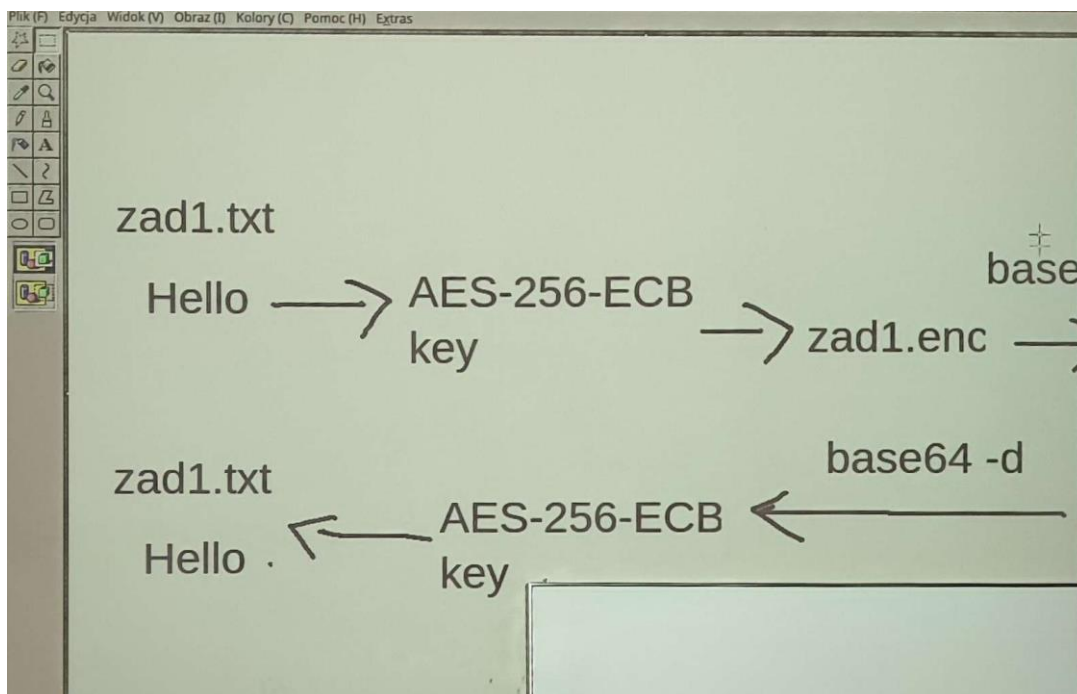 Plik (F) Edycja Widok (V) Obraz (I) Kolory (C) Pomoc (H) Extras
A
zad1.txt
Hello
AES-256-ECB
key
zad1.enc
base
zad1.txt
Hello .
AES-256-ECB
key
base64 -d